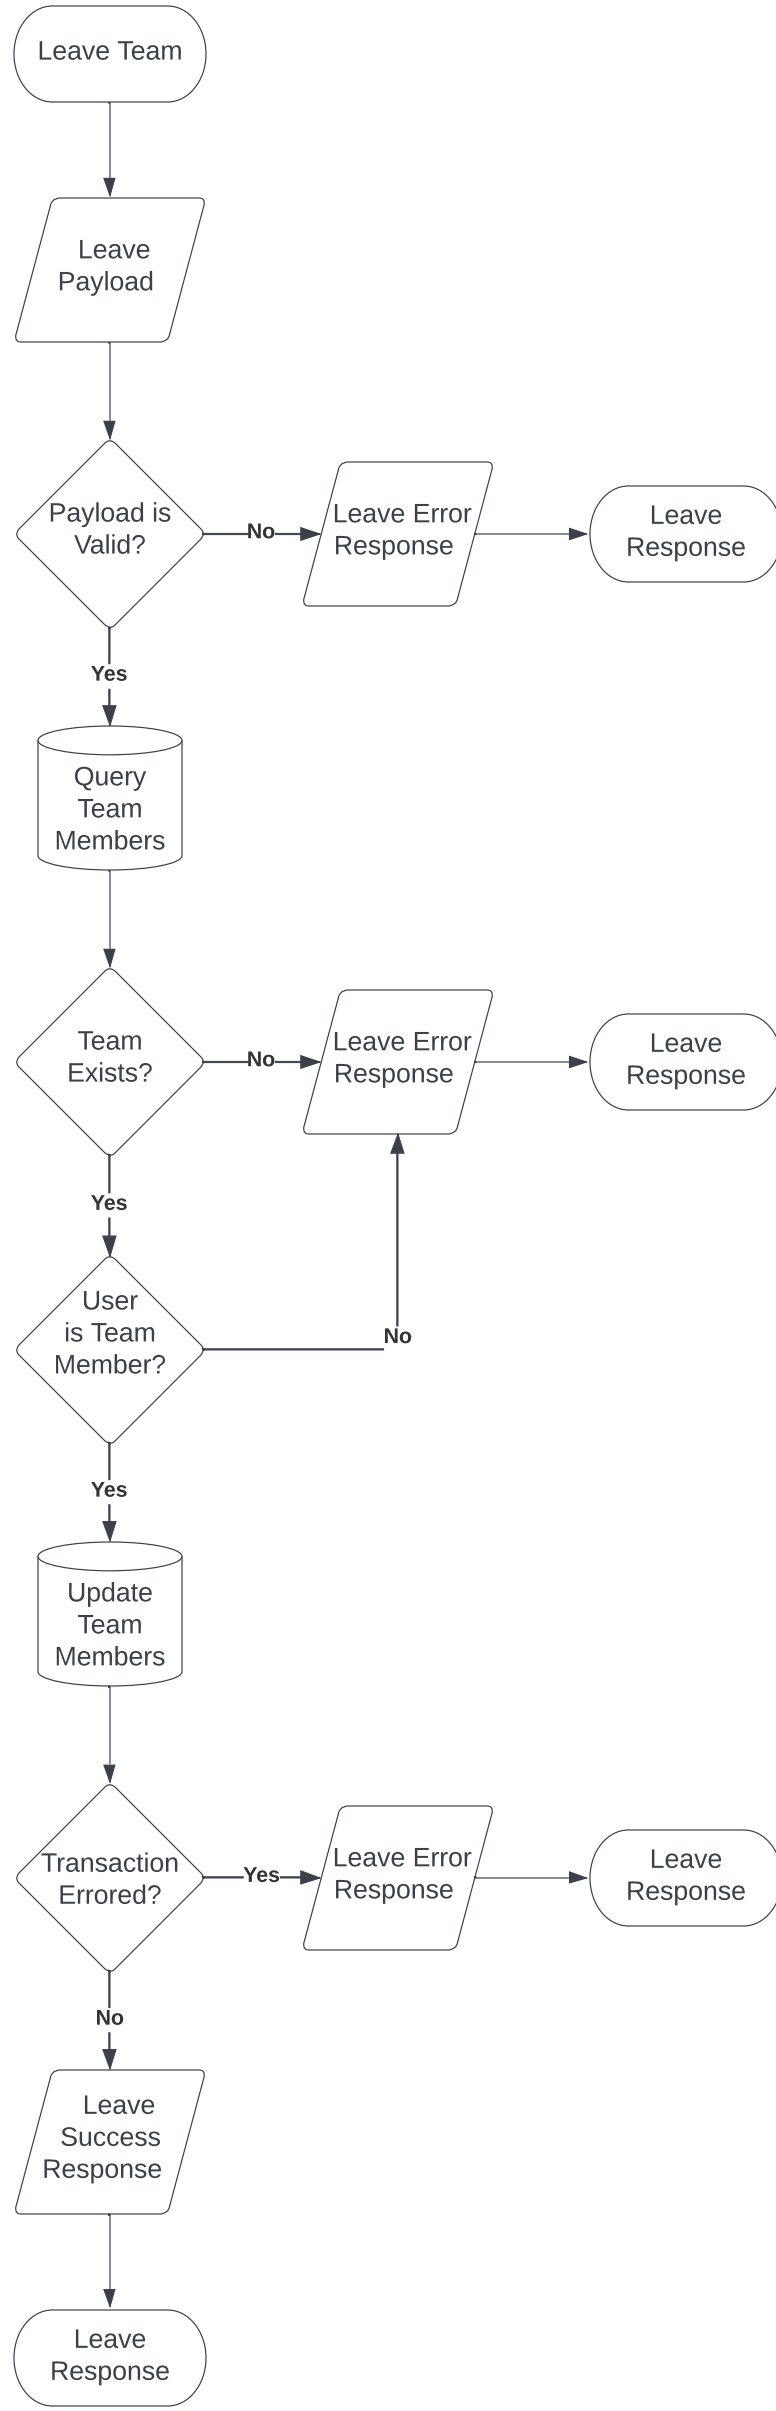 Leave Team
Leave
Payload
Payload is
Valid?
No
Leave Error
Response
Leave
Response
Yes
Query
Team
Members
Team
Exists?
No
Leave Error
Response
Leave
Response
Yes
User
is Team
Member?
No
Yes
Update
Team
Members
Transaction
Errored?
Yes
Leave Error
Response
Leave
Response
No
Leave
Success
Response
Leave
Response